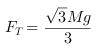 F_T = \frac{\sqrt{3}Mg}{3}